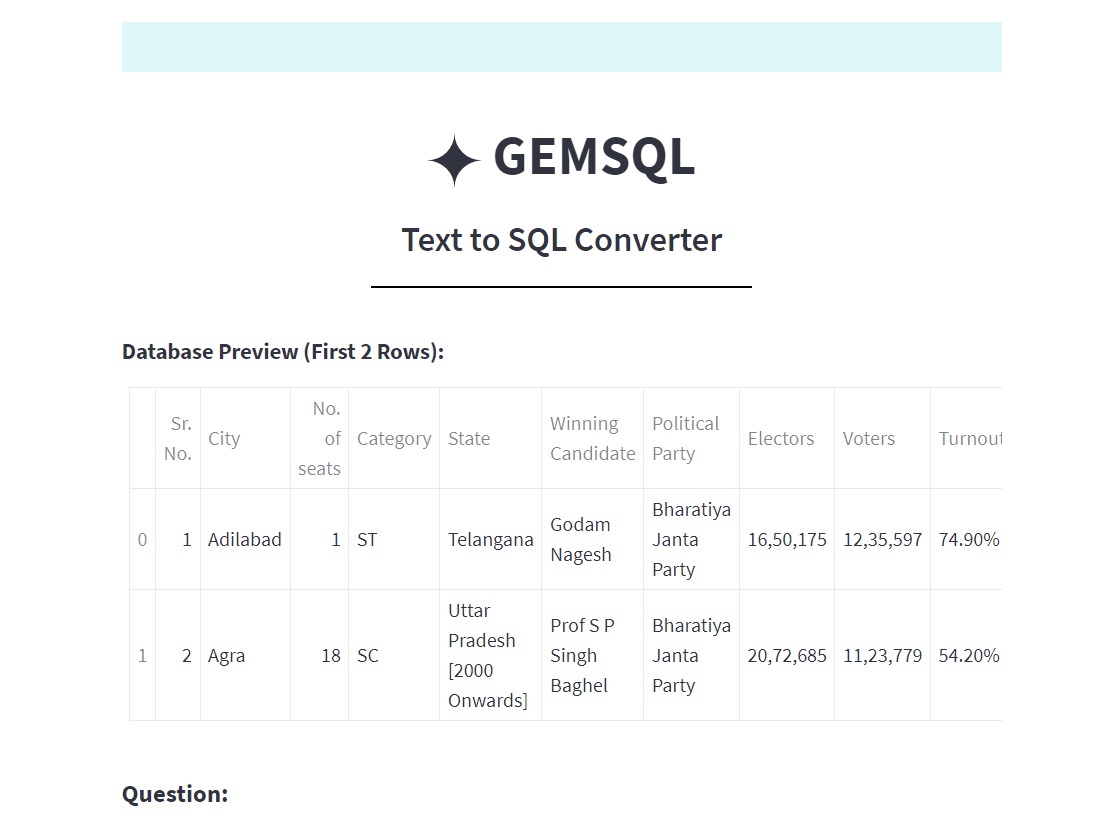 GEMSQL
Text to SQL Converter
Database Preview (First 2 Rows):
Sr. No. City No. of seats Category State Winning Candidate Political Party Electors Voters Turnout
0 1 Adilabad 1 ST Telangana Godam Nagesh Bharatiya Janta Party 16,50,175 12,35,597 74.90%
1 2 Agra 18 SC Uttar Pradesh [2000 Onwards] Prof S P Singh Baghel Bharatiya Janta Party 20,72,685 11,23,779 54.20%
Question: